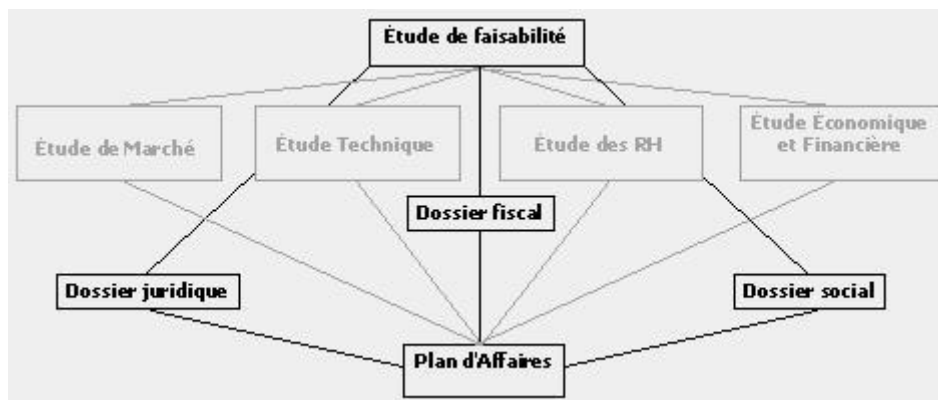 Étude de faisabilité
Étude de Marché
Étude Technique
Étude des RH
Étude Économique
et Financière
Dossier fiscal
Dossier juridique
Dossier social
Plan d'Affaires